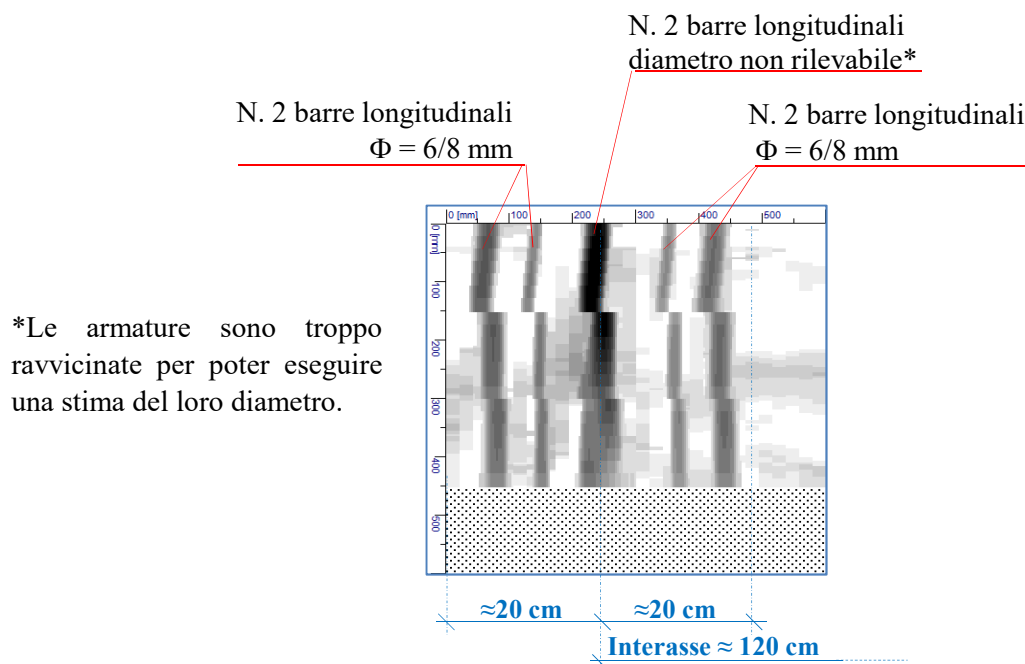 N. 2 barre longitudinali
diametro non rilevabile*
N. 2 barre longitudinali
Φ = 6/8 mm
N. 2 barre longitudinali
Φ = 6/8 mm
0 [mm] 100 200 300 400 500
0 [mm]
100
200
300
400
500
*Le armature sono troppo
ravvicinate per poter eseguire
una stima del loro diametro.
≈20 cm ≈20 cm
Interasse ≈ 120 cm